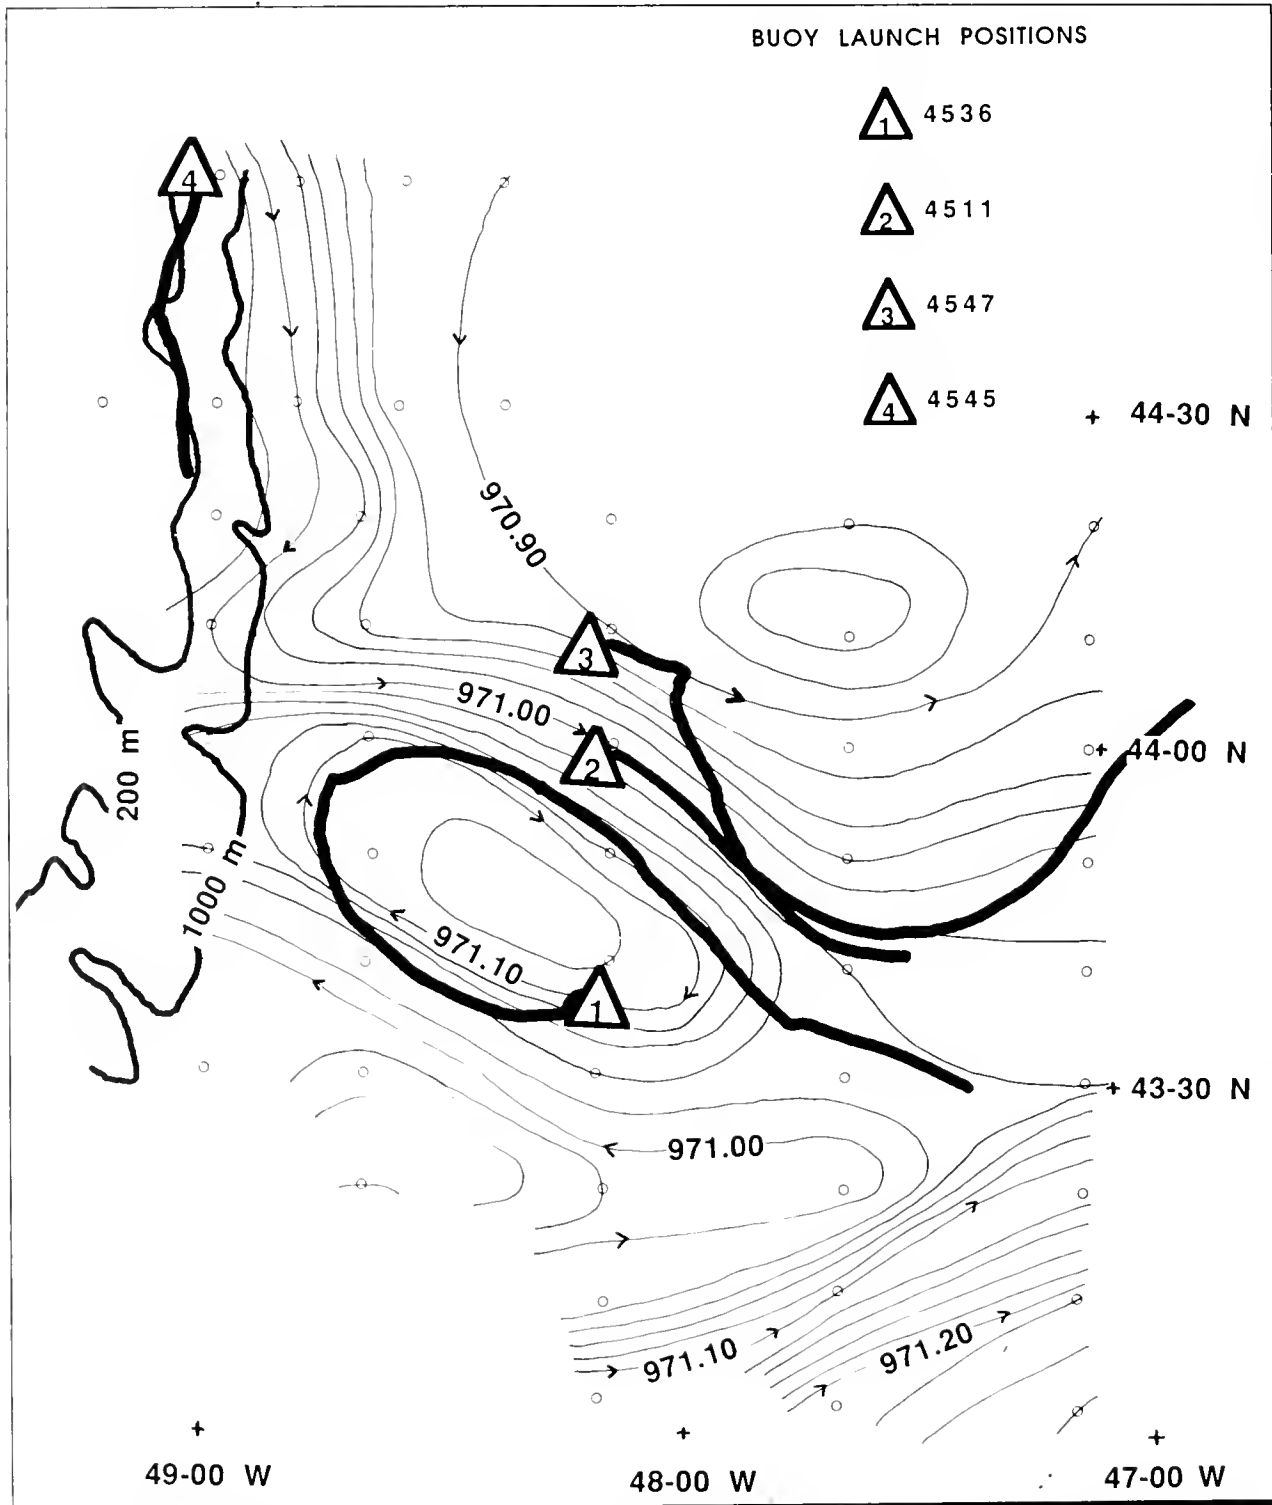 BUOY LAUNCH POSITIONS
1 4536
2 4511
3 4547
4 4545
4
+ 44-30 N
970.90
3
971.00
2
+ 44-00 N
200 m
1000 m
971.10
1
+ 43-30 N
971.00
971.10
971.20
+ + +
49-00 W 48-00 W 47-00 W